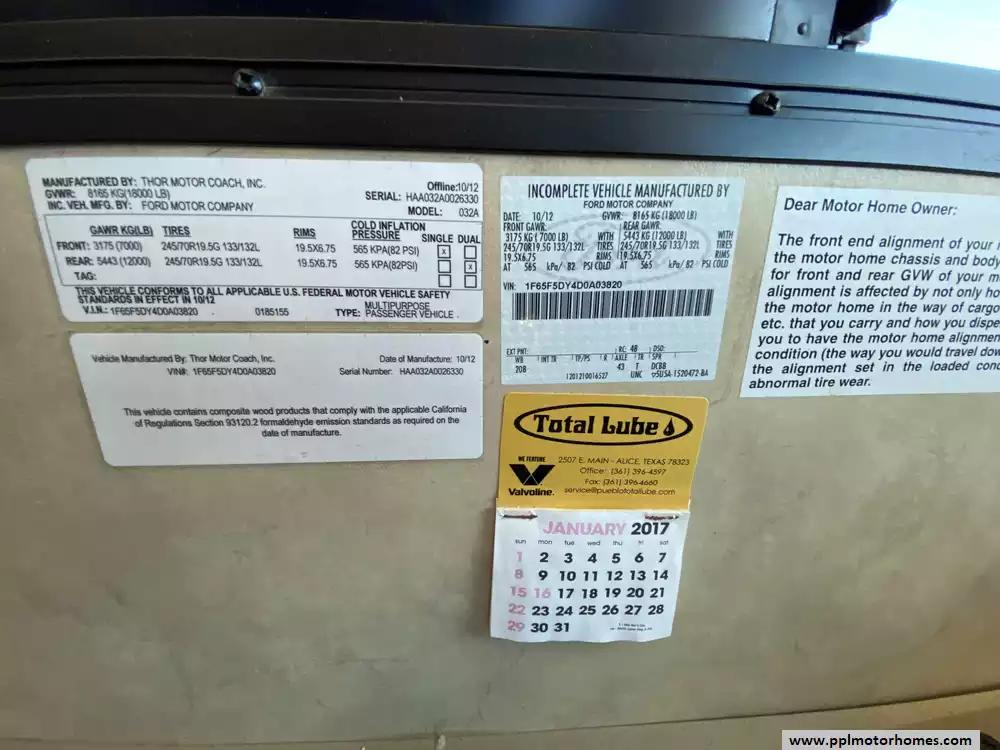 MANUFACTURED BY: THOR MOTOR COACH, INC. Offline:10/12
GVWR: 8165 KG(18000 LB) SERIAL: HAA032A0026330
INC. VEH. MFG. BY: FORD MOTOR COMPANY MODEL: 032A
GAWR KG(LB) TIRES RIMS COLD INFLATION PRESSURE SINGLE DUAL
FRONT: 3175 (7000) 245/70R19.5G 133/132L 19.5X6.75 565 KPA(82 PSI) x
REAR: 5443 (12000) 245/70R19.5G 133/132L 19.5X6.75 565 KPA(82PSI) x
TAG:
THIS VEHICLE CONFORMS TO ALL APPLICABLE U.S. FEDERAL MOTOR VEHICLE SAFETY
STANDARDS IN EFFECT IN 10/12
V.I.N.: 1F65F5DY4D0A03820 0185155 TYPE: MULTIPURPOSE PASSENGER VEHICLE
Vehicle Manufactured By: Thor Motor Coach, Inc. Date of Manufacture: 10/12
VIN#: 1F65F5DY4D0A03820 Serial Number: HAA032A0026330
This vehicle contains composite wood products that comply with the applicable California
of Regulations Section 93120.2 formaldehyde emission standards as required on the
date of manufacture.
INCOMPLETE VEHICLE MANUFACTURED BY
FORD MOTOR COMPANY
DATE: 10/12 GVWR: 8165 KG (18000 LB)
FRONT GAWR: REAR GAWR:
3175 KG (7000 LB) WITH 5443 KG (12000 LB) WITH
245/70R19.5G 133/132L TIRES 245/70R19.5G 133/132L TIRES
19.5X6.75 RIMS 19.5X6.75 RIMS
AT 565 kPa/ 82 PSI COLD AT 565 kPa/ 82 PSI COLD
VIN: 1F65F5DY4D0A03820
EXT PNT: RC: 48 DSO:
WB INT TR TP/PS R AXLE TR SPR
208 43 T DCBB
1201210016527 UNC
Dear Motor Home Owner:
The front end alignment of your
the motor home chassis and body
for front and rear GVW of your m
alignment is affected by not only ho
the motor home in the way of cargo
etc. that you carry and how you dispe
you to have the motor home alignmen
condition (the way you would travel dow
the alignment set in the loaded cond
abnormal tire wear.
Total Lube
WE FEATURE
Valvoline.
2507 E. MAIN - ALICE, TEXAS 78323
Office: (361) 396-4597
Fax: (361) 396-4660
service@pueblototallube.com
JANUARY 2017
sun mon tue wed thu fri sat
1 2 3 4 5 6 7
8 9 10 11 12 13 14
15 16 17 18 19 20 21
22 23 24 25 26 27 28
29 30 31
www.pplmotorhomes.com